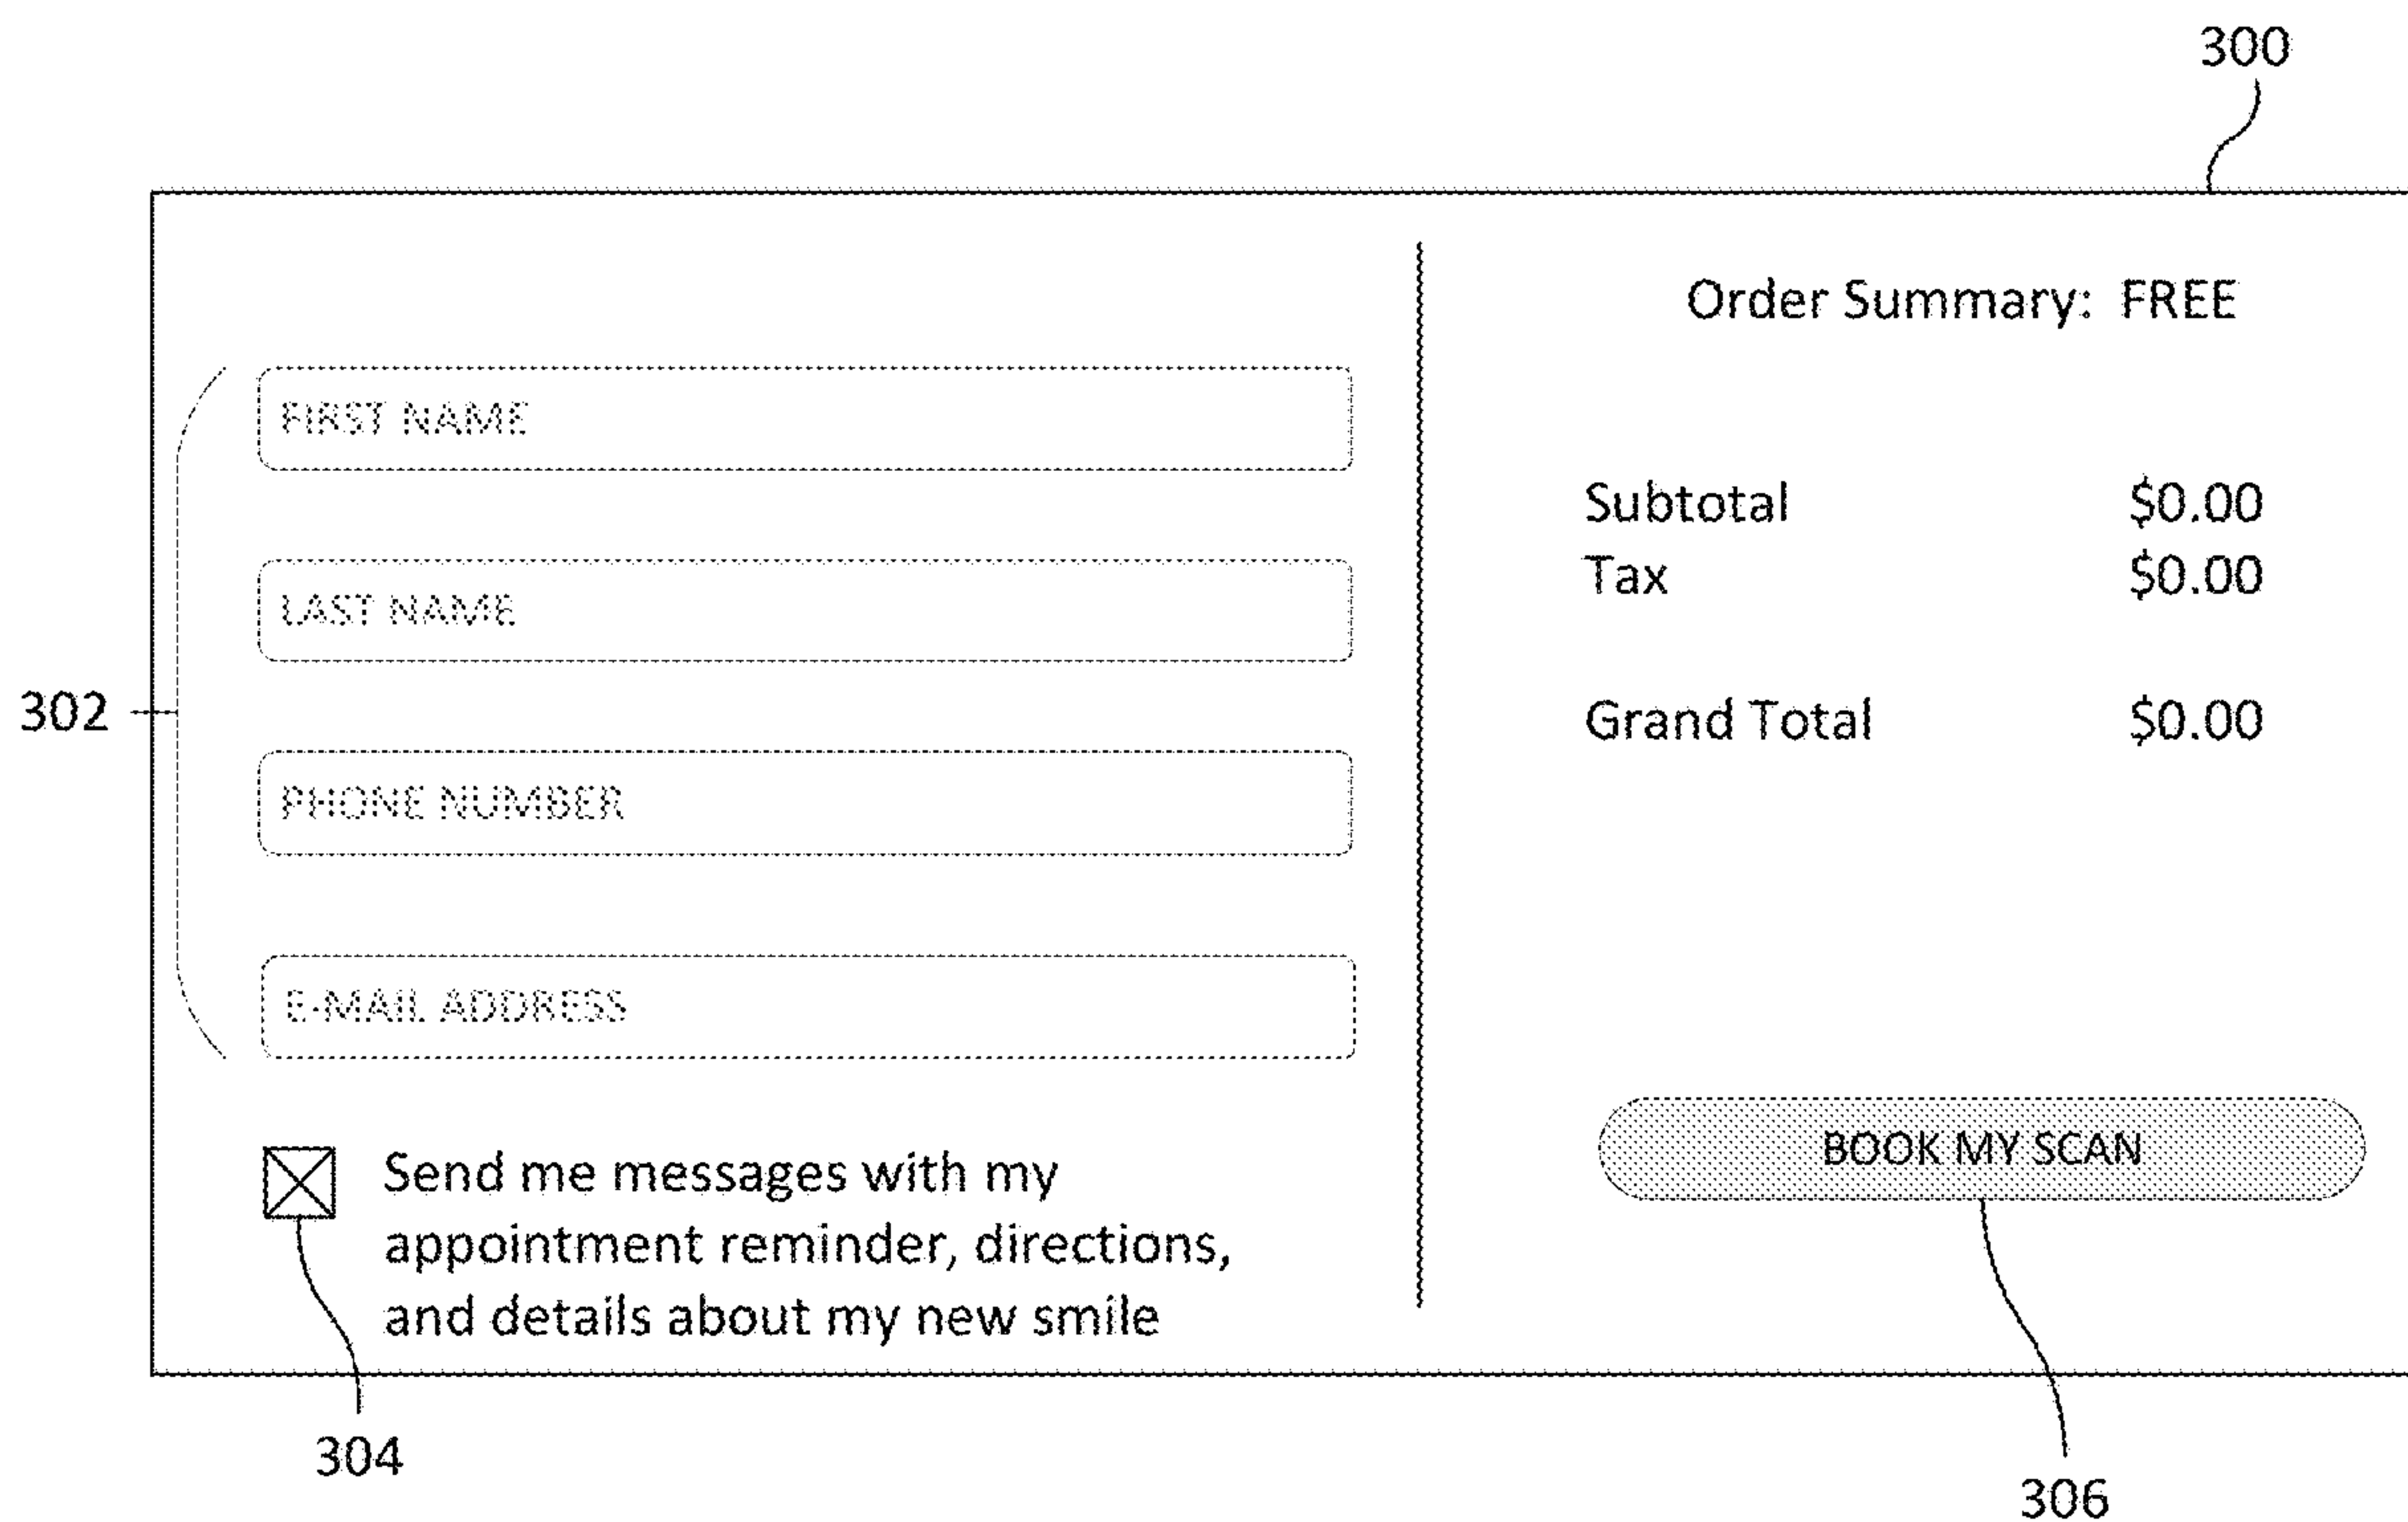 300
Order Summary: FREE
FIRST NAME
Subtotal $0.00
Tax $0.00
LAST NAME
302
Grand Total $0.00
PHONE NUMBER
E-MAIL ADDRESS
BOOK MY SCAN
Send me messages with my
appointment reminder, directions,
and details about my new smile
304
306